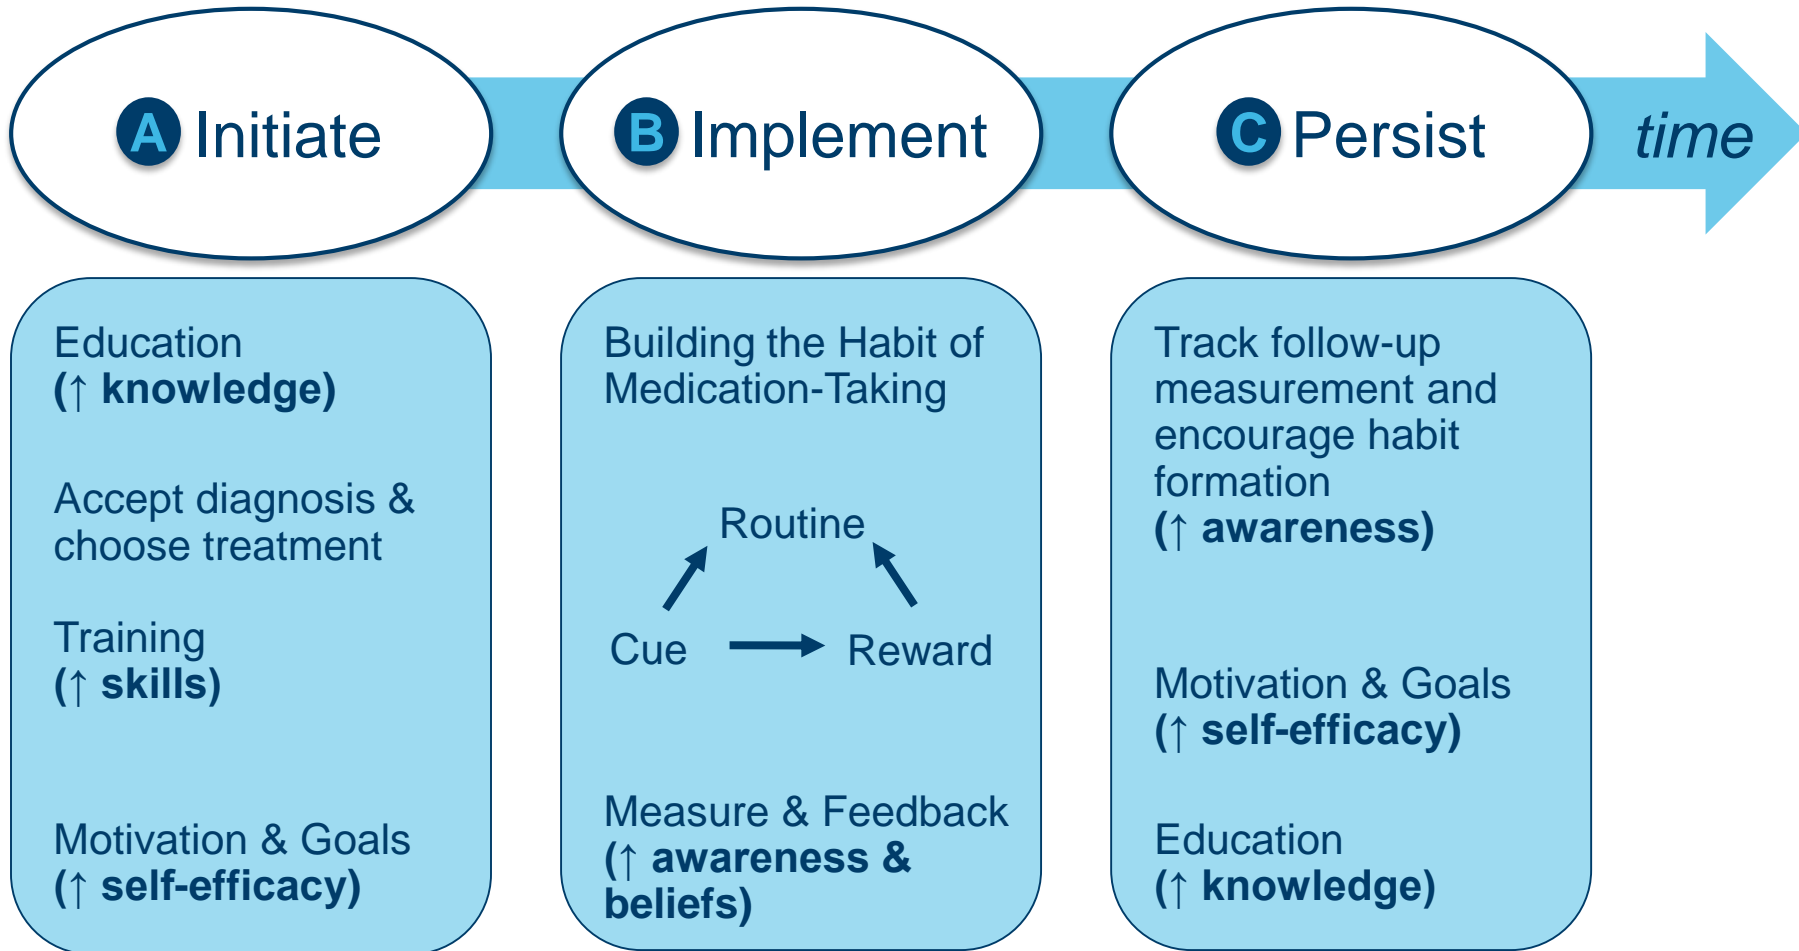 A Initiate
B Implement
C Persist
time
Education
(↑ knowledge)
Accept diagnosis &
choose treatment
Training
(↑ skills)
Motivation & Goals
(↑ self-efficacy)
Building the Habit of
Medication-Taking
Routine
Cue
Reward
Measure & Feedback
(↑ awareness &
beliefs)
Track follow-up
measurement and
encourage habit
formation
(↑ awareness)
Motivation & Goals
(↑ self-efficacy)
Education
(↑ knowledge)